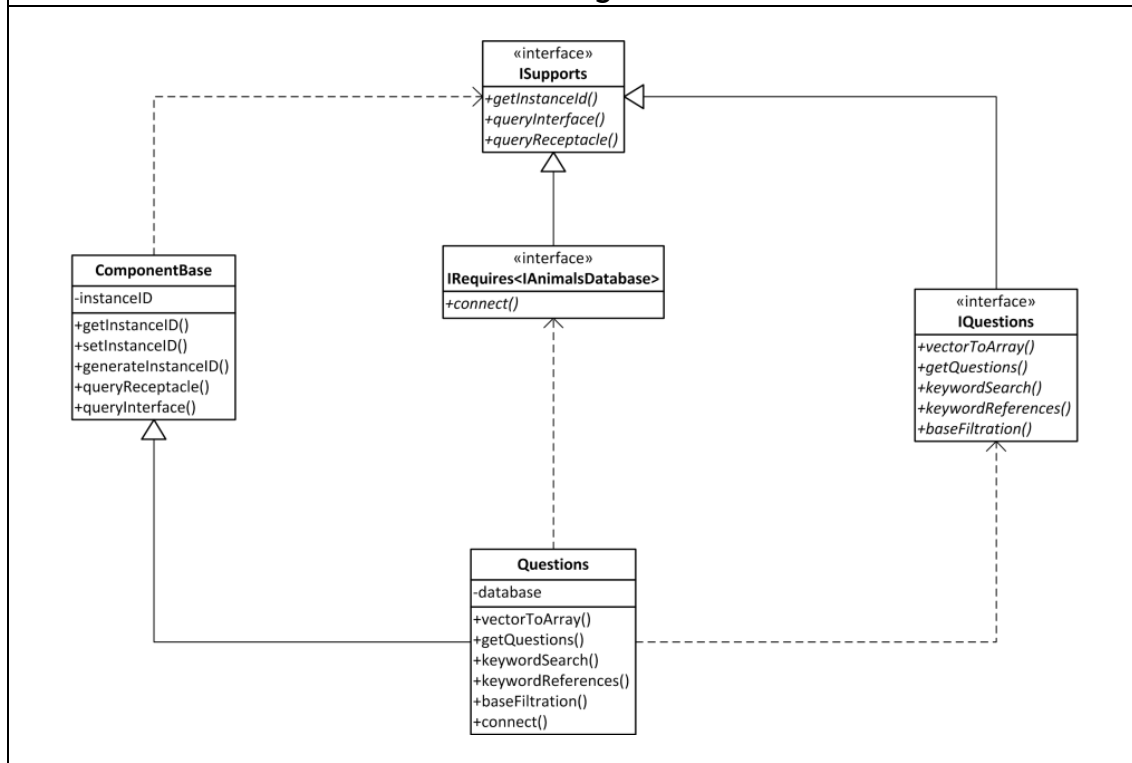 «interface»
ISupports
+getInstanceId()
+queryInterface()
+queryReceptacle()
«interface»
IRequires<IAnimalsDatabase>
+connect()
ComponentBase
-instanceID
+getInstanceID()
+setInstanceID()
+generateInstanceID()
+queryReceptacle()
+queryInterface()
«interface»
IQuestions
+vectorToArray()
+getQuestions()
+keywordSearch()
+keywordReferences()
+baseFiltration()
Questions
-database
+vectorToArray()
+getQuestions()
+keywordSearch()
+keywordReferences()
+baseFiltration()
+connect()